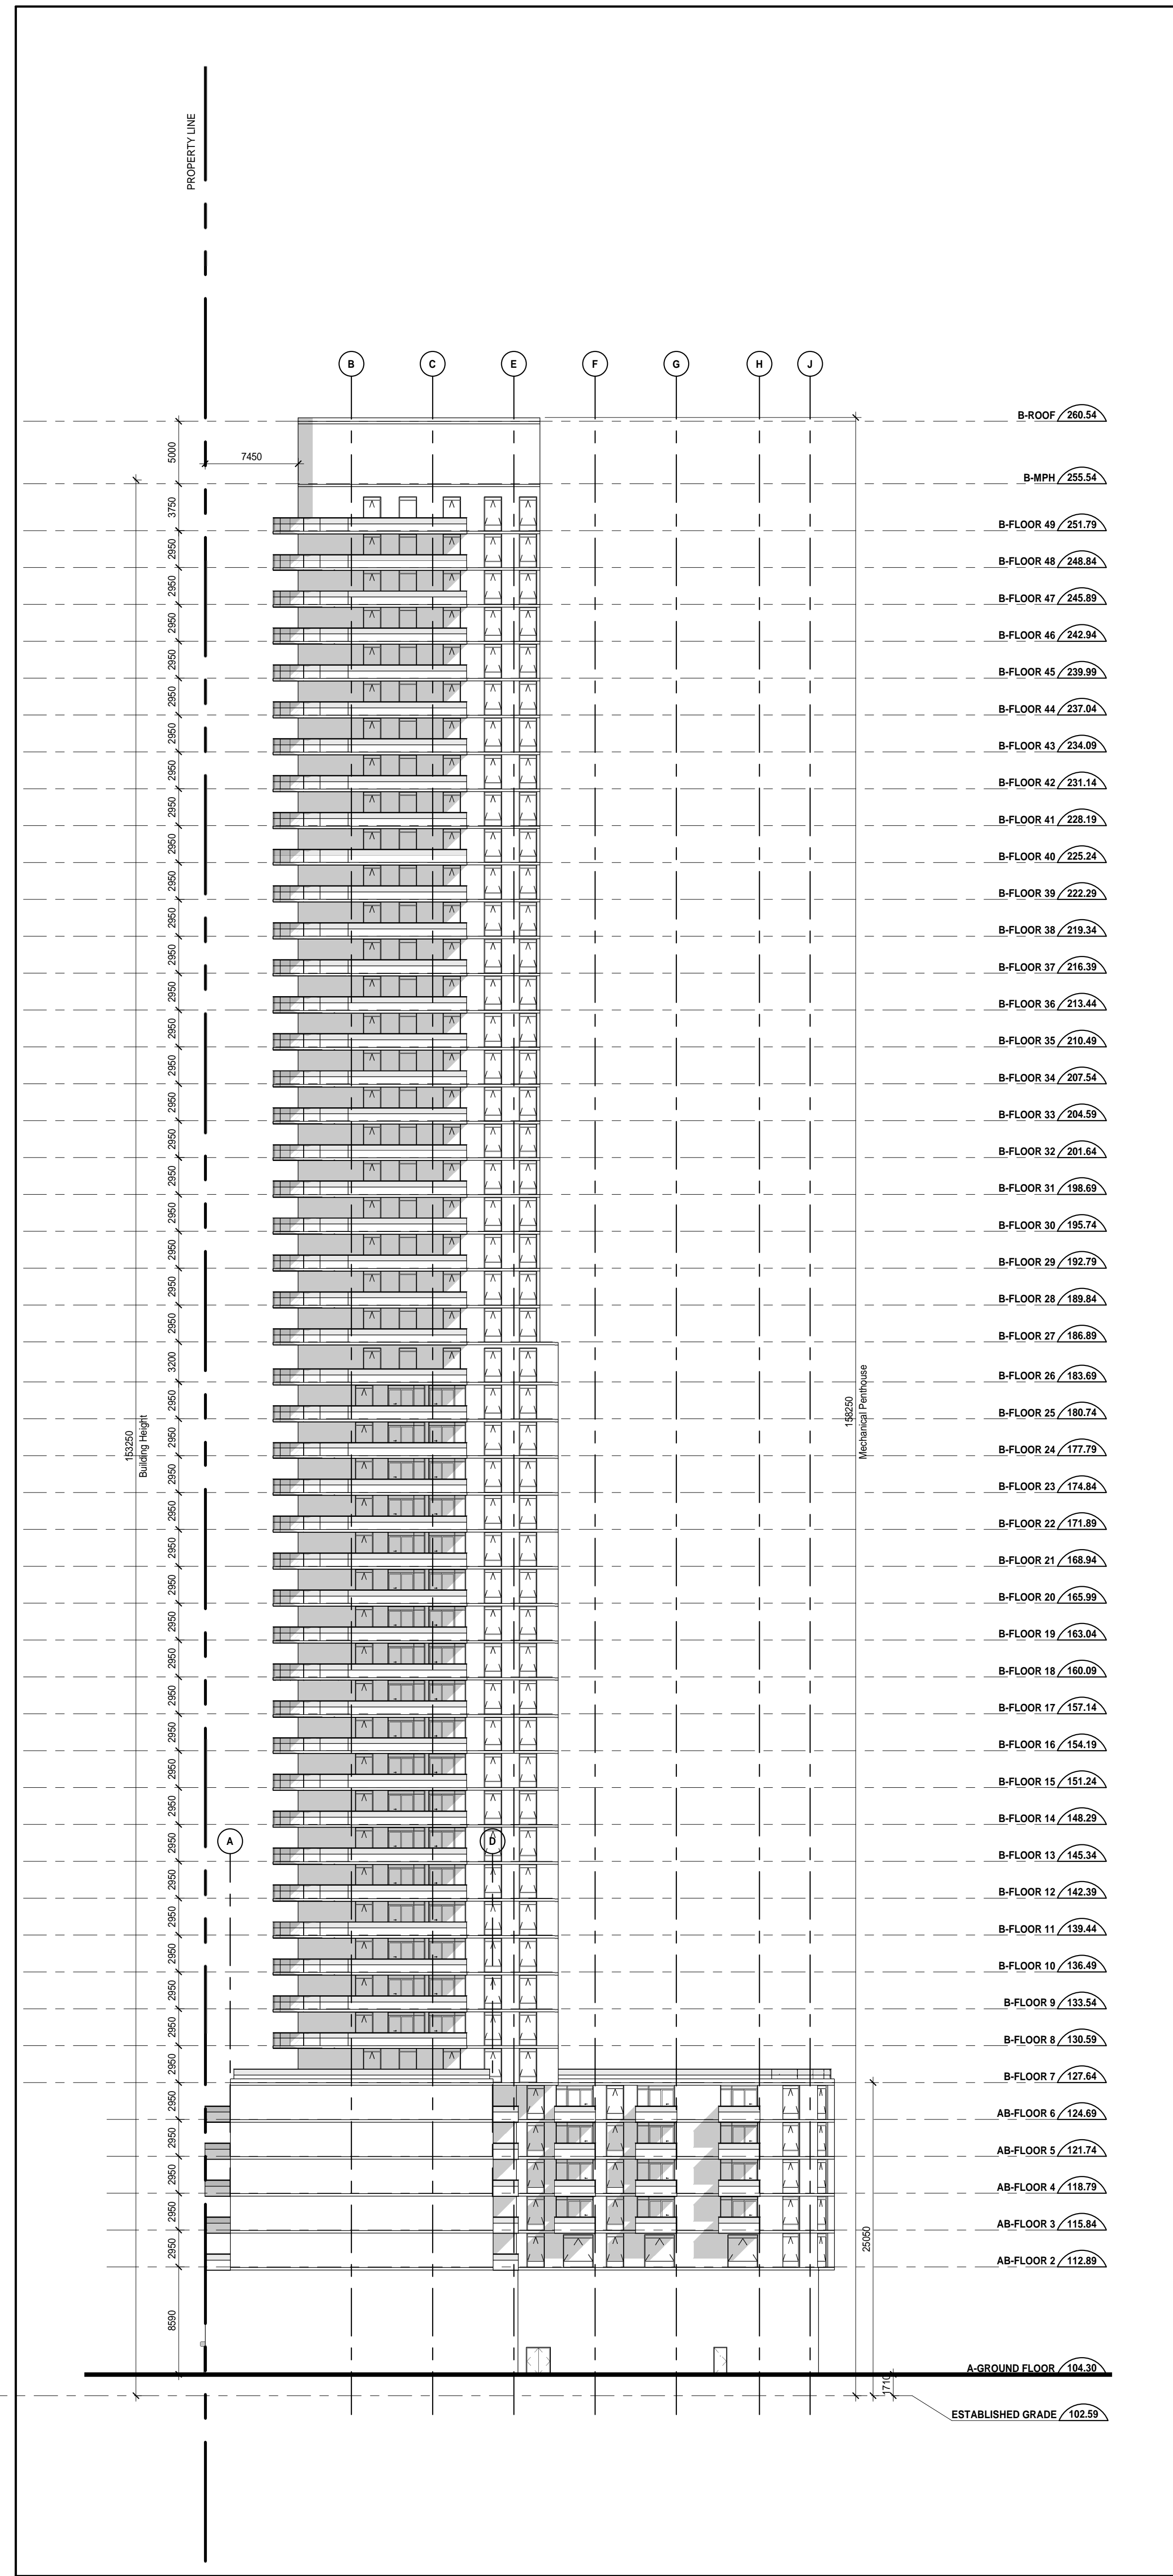 PROPERTY LINE
B
C
E
F
G
H
J
B-ROOF 260.54
5000
7450
B-MPH 255.54
3750
B-FLOOR 49 251.79
2950
B-FLOOR 48 248.84
2950
B-FLOOR 47 245.89
2950
B-FLOOR 46 242.94
2950
B-FLOOR 45 239.99
2950
B-FLOOR 44 237.04
2950
B-FLOOR 43 234.09
2950
B-FLOOR 42 231.14
2950
B-FLOOR 41 228.19
2950
B-FLOOR 40 225.24
2950
B-FLOOR 39 222.29
2950
B-FLOOR 38 219.34
2950
B-FLOOR 37 216.39
2950
B-FLOOR 36 213.44
2950
B-FLOOR 35 210.49
2950
B-FLOOR 34 207.54
2950
B-FLOOR 33 204.59
2950
B-FLOOR 32 201.64
2950
B-FLOOR 31 198.69
2950
B-FLOOR 30 195.74
2950
B-FLOOR 29 192.79
2950
B-FLOOR 28 189.84
2950
B-FLOOR 27 186.89
3200
B-FLOOR 26 183.69
2950
B-FLOOR 25 180.74
153250
Building Height
158250
Mechanical Penthouse
2950
B-FLOOR 24 177.79
2950
B-FLOOR 23 174.84
2950
B-FLOOR 22 171.89
2950
B-FLOOR 21 168.94
2950
B-FLOOR 20 165.99
2950
B-FLOOR 19 163.04
2950
B-FLOOR 18 160.09
2950
B-FLOOR 17 157.14
2950
B-FLOOR 16 154.19
2950
B-FLOOR 15 151.24
2950
B-FLOOR 14 148.29
A
D
2950
B-FLOOR 13 145.34
2950
B-FLOOR 12 142.39
2950
B-FLOOR 11 139.44
2950
B-FLOOR 10 136.49
2950
B-FLOOR 9 133.54
2950
B-FLOOR 8 130.59
2950
B-FLOOR 7 127.64
2950
AB-FLOOR 6 124.69
2950
AB-FLOOR 5 121.74
2950
AB-FLOOR 4 118.79
2950
AB-FLOOR 3 115.84
2950
25050
AB-FLOOR 2 112.89
8590
A-GROUND FLOOR 104.30
1710
ESTABLISHED GRADE 102.59